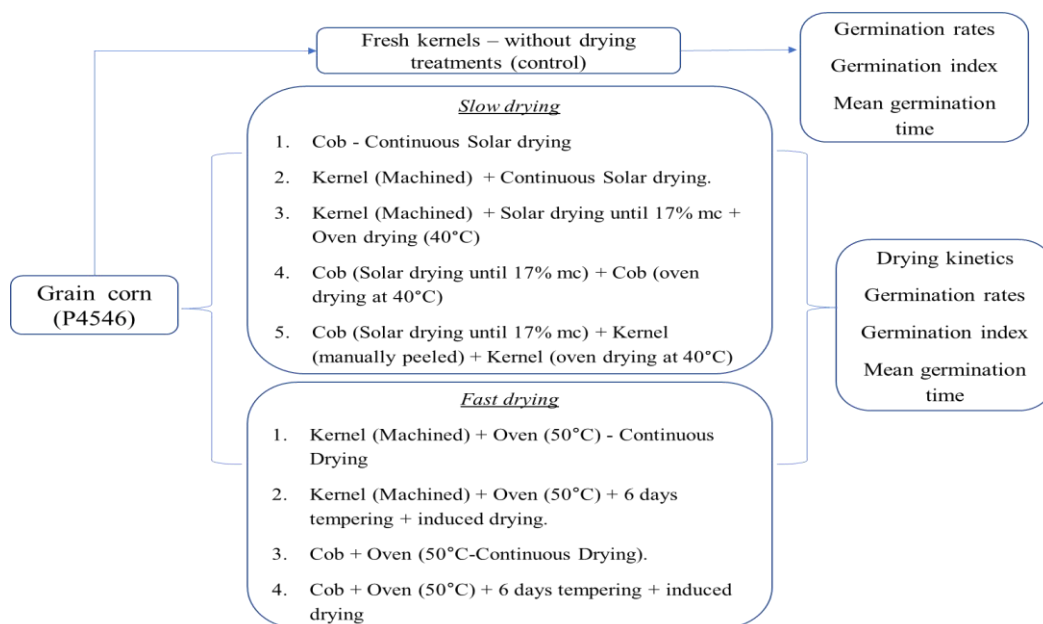 Fresh kernels – without drying
treatments (control)
Germination rates
Germination index
Mean germination
time
Slow drying
1. Cob - Continuous Solar drying
2. Kernel (Machined) + Continuous Solar drying.
3. Kernel (Machined) + Solar drying until 17% mc +
Oven drying (40°C)
4. Cob (Solar drying until 17% mc) + Cob (oven
drying at 40°C)
5. Cob (Solar drying until 17% mc) + Kernel
(manually peeled) + Kernel (oven drying at 40°C)
Grain corn
(P4546)
Fast drying
1. Kernel (Machined) + Oven (50°C) - Continuous
Drying
2. Kernel (Machined) + Oven (50°C) + 6 days
tempering + induced drying.
3. Cob + Oven (50°C-Continuous Drying).
4. Cob + Oven (50°C) + 6 days tempering + induced
drying
Drying kinetics
Germination rates
Germination index
Mean germination
time